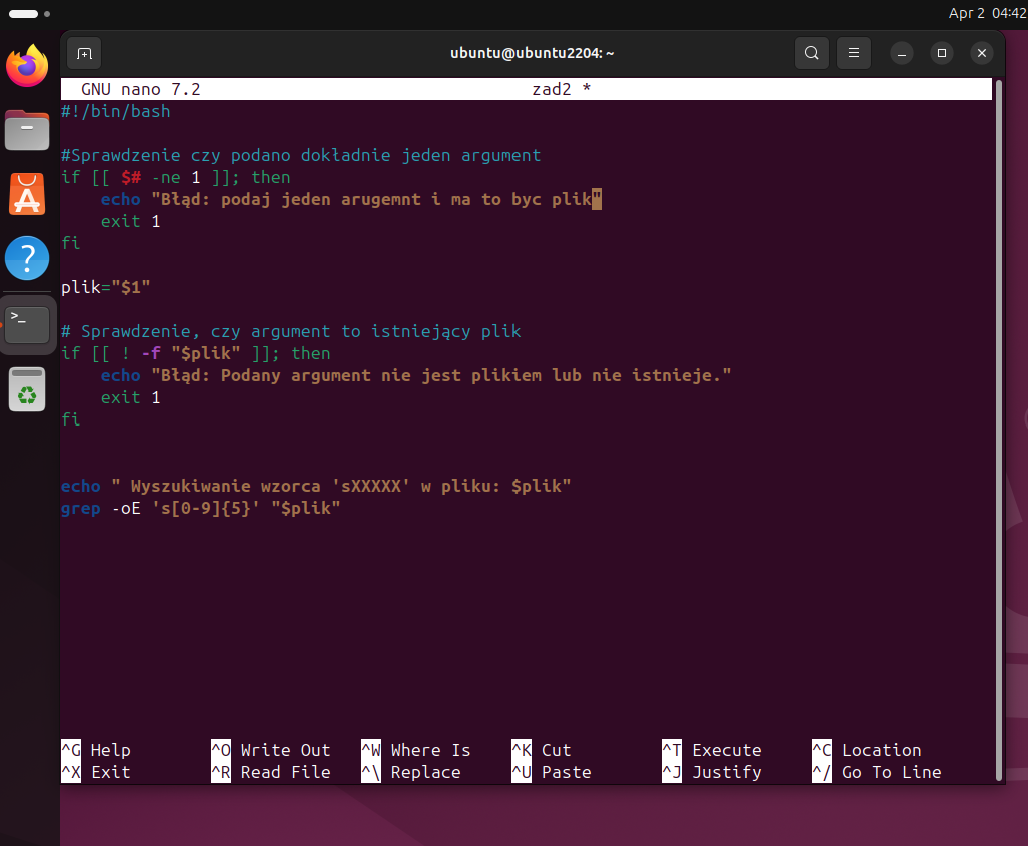 Apr 2 04:42
ubuntu@ubuntu2204: ~
GNU nano 7.2 zad2 *
#!/bin/bash
#Sprawdzenie czy podano dokładnie jeden argument
if [[ $# -ne 1 ]]; then
echo "Błąd: podaj jeden arugemnt i ma to byc plik"
exit 1
fi
plik="$1"
# Sprawdzenie, czy argument to istniejący plik
if [[ ! -f "$plik" ]]; then
echo "Błąd: Podany argument nie jest plikiem lub nie istnieje."
exit 1
fi
echo " Wyszukiwanie wzorca 'sXXXXX' w pliku: $plik"
grep -oE 's[0-9]{5}' "$plik"
^G Help ^O Write Out ^W Where Is ^K Cut ^T Execute ^C Location
^X Exit ^R Read File ^\ Replace ^U Paste ^J Justify ^/ Go To Line